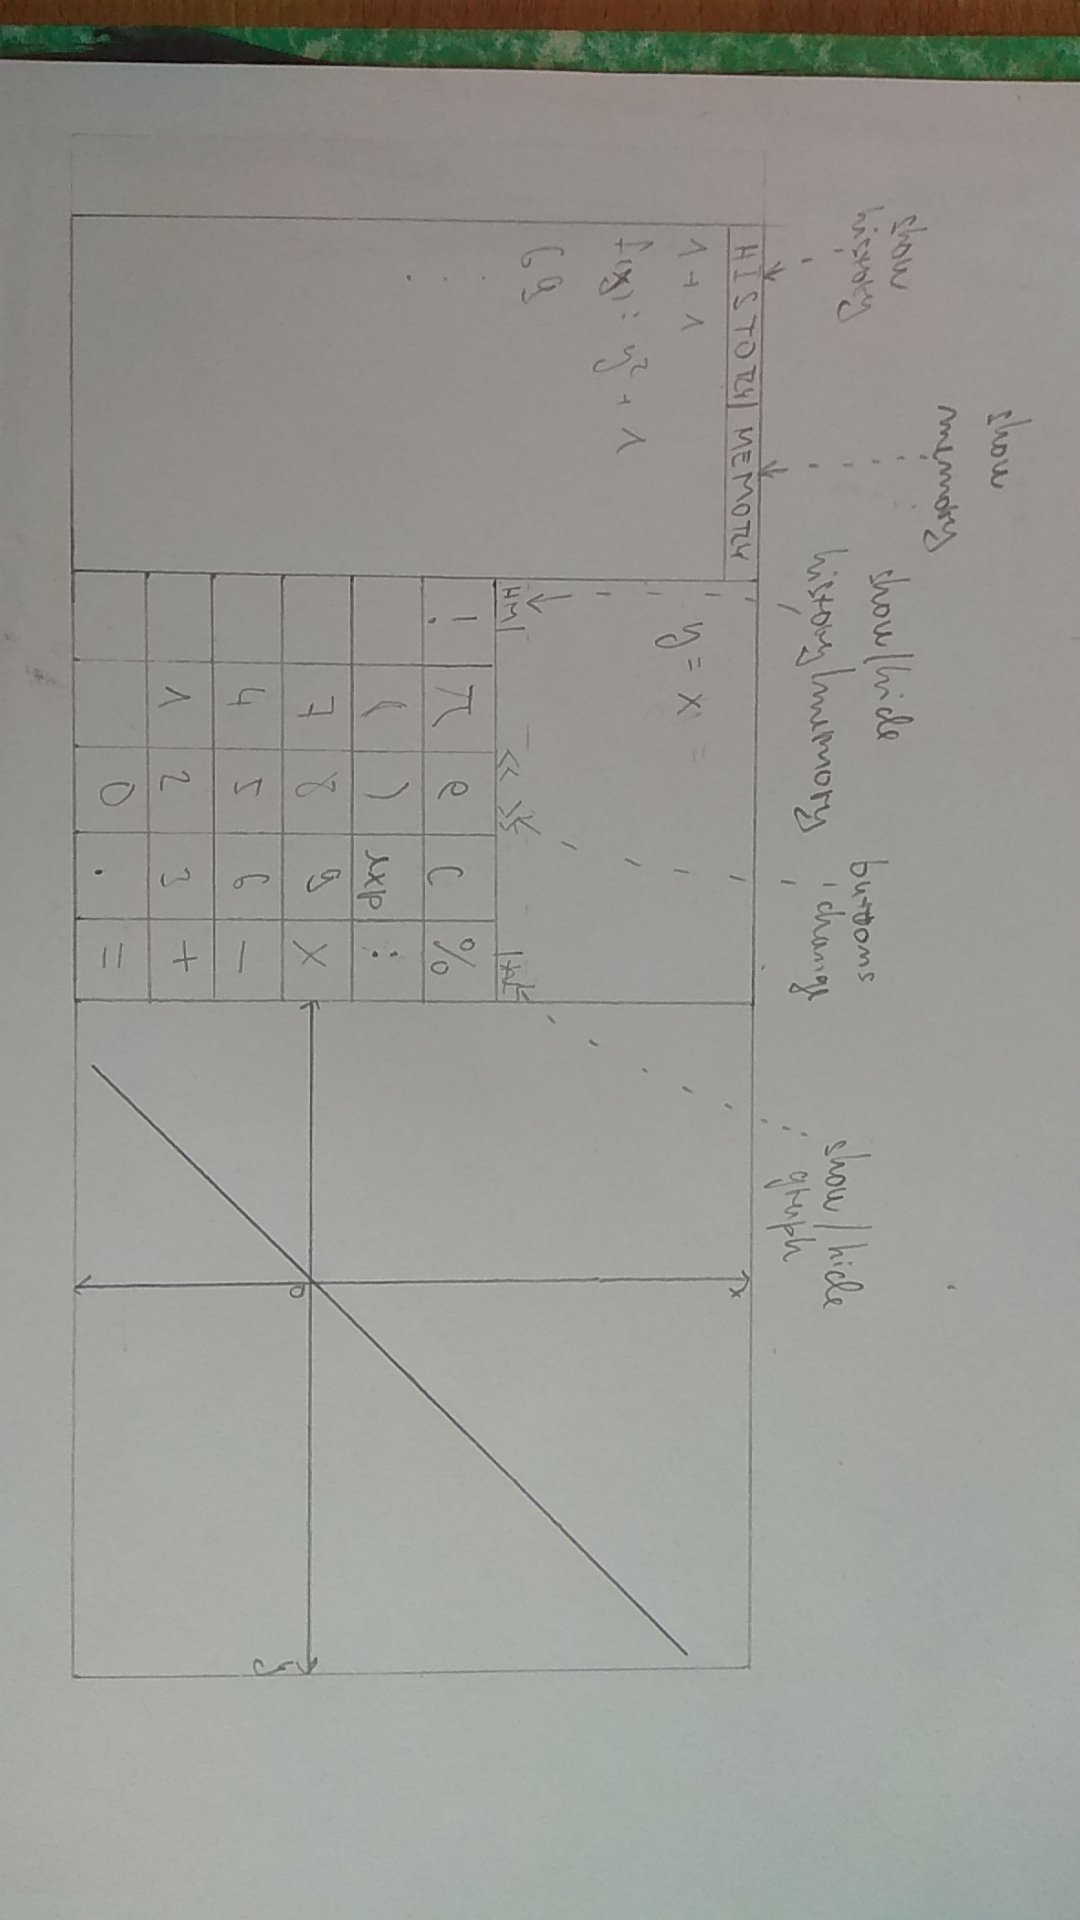 show
history
show
memory
show/hide
history/memory
buttons
change
show/hide
graph
HISTORY MEMORY
1 + 1
f(x): y² + 1
69
y = x =
HM << >>
! π e C %
( ) exp :
7 8 9 x
4 5 6 -
1 2 3 +
0 . =
x
0
y